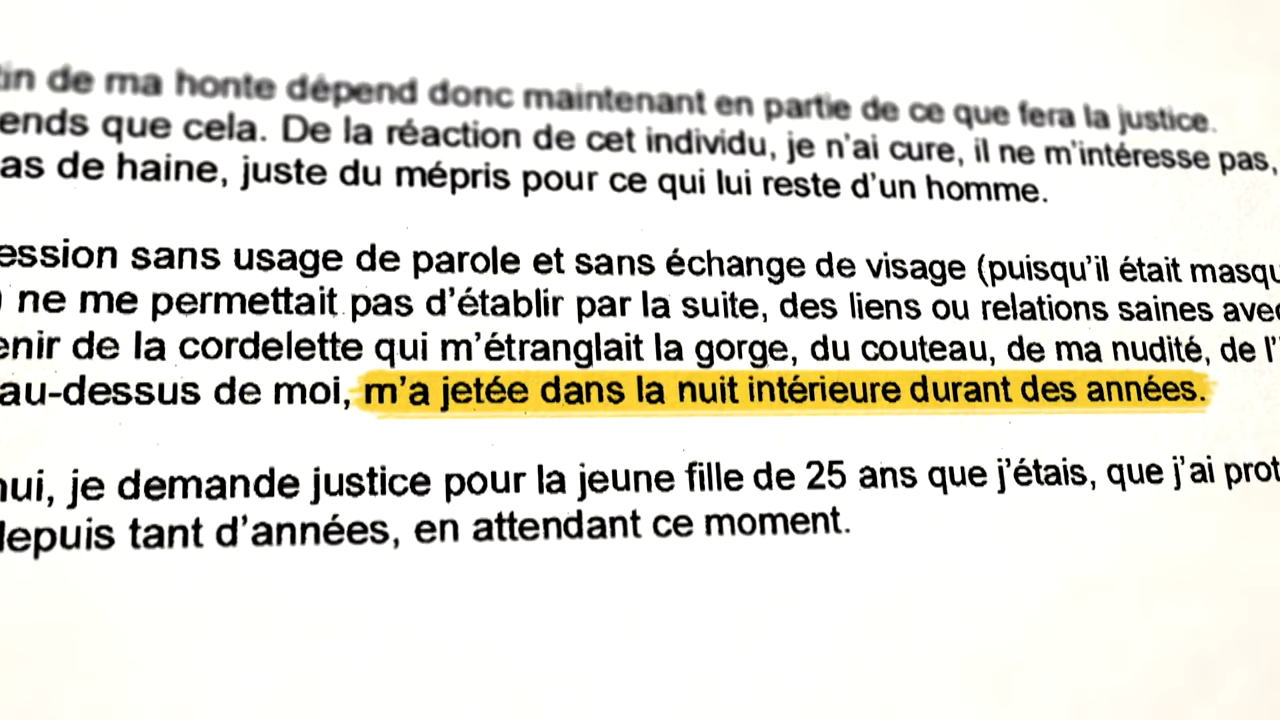 in de ma honte dépend donc maintenant en partie de ce que fera la justice.
ends que cela. De la réaction de cet individu, je n'ai cure, il ne m'intéresse pas,
as de haine, juste du mépris pour ce qui lui reste d'un homme.
ession sans usage de parole et sans échange de visage (puisqu'il était masqu
) ne me permettait pas d'établir par la suite, des liens ou relations saines avec
enir de la cordelette qui m'étranglait la gorge, du couteau, de ma nudité, de l'
au-dessus de moi, m'a jetée dans la nuit intérieure durant des années.
hui, je demande justice pour la jeune fille de 25 ans que j'étais, que j'ai prot
depuis tant d'années, en attendant ce moment.